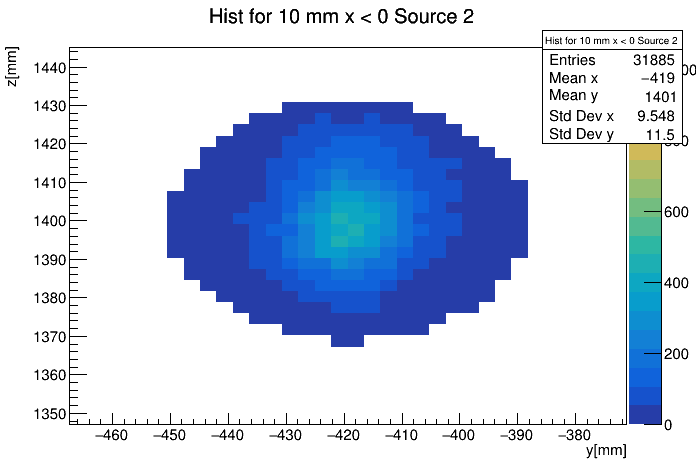 Hist for 10 mm x < 0 Source 2
Hist for 10 mm x < 0 Source 2
Entries 31885
Mean x −419
Mean y 1401
Std Dev x 9.548
Std Dev y 11.5
z[mm]
1440
1430
1420
1410
1400
1390
1380
1370
1360
1350
600
400
200
0
−460 −450 −440 −430 −420 −410 −400 −390 −380
y[mm]